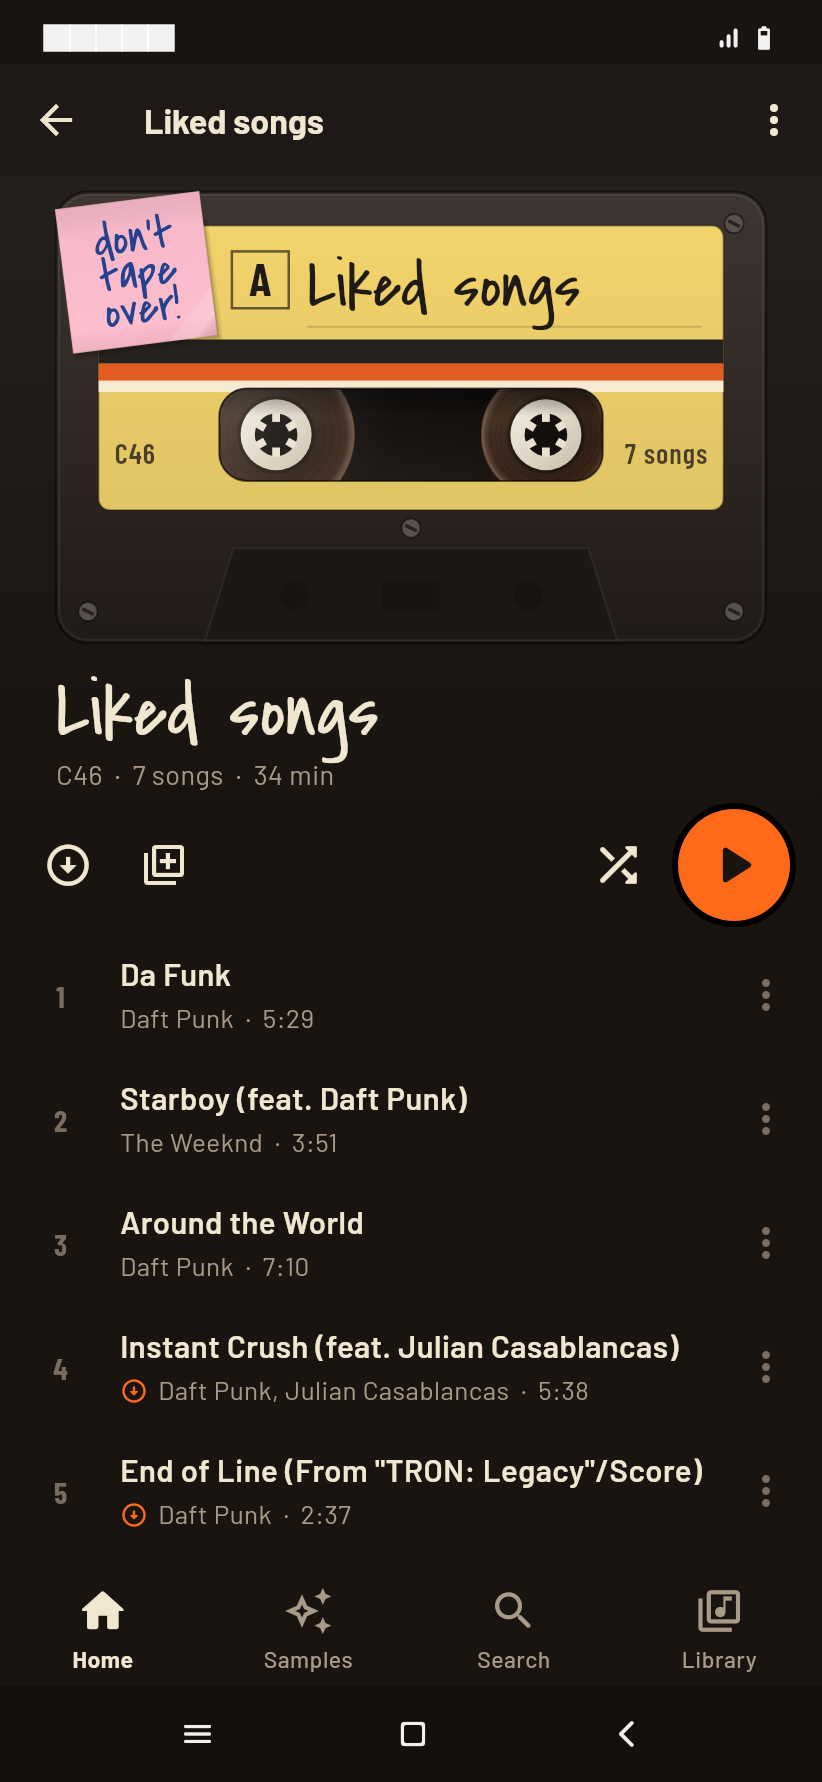 Liked songs
don't
tape
over!
A Liked songs
C46
7 songs
Liked songs
C46 · 7 songs · 34 min
1
Da Funk
Daft Punk · 5:29
2
Starboy (feat. Daft Punk)
The Weeknd · 3:51
3
Around the World
Daft Punk · 7:10
4
Instant Crush (feat. Julian Casablancas)
Daft Punk, Julian Casablancas · 5:38
5
End of Line (From "TRON: Legacy"/Score)
Daft Punk · 2:37
Home
Samples
Search
Library